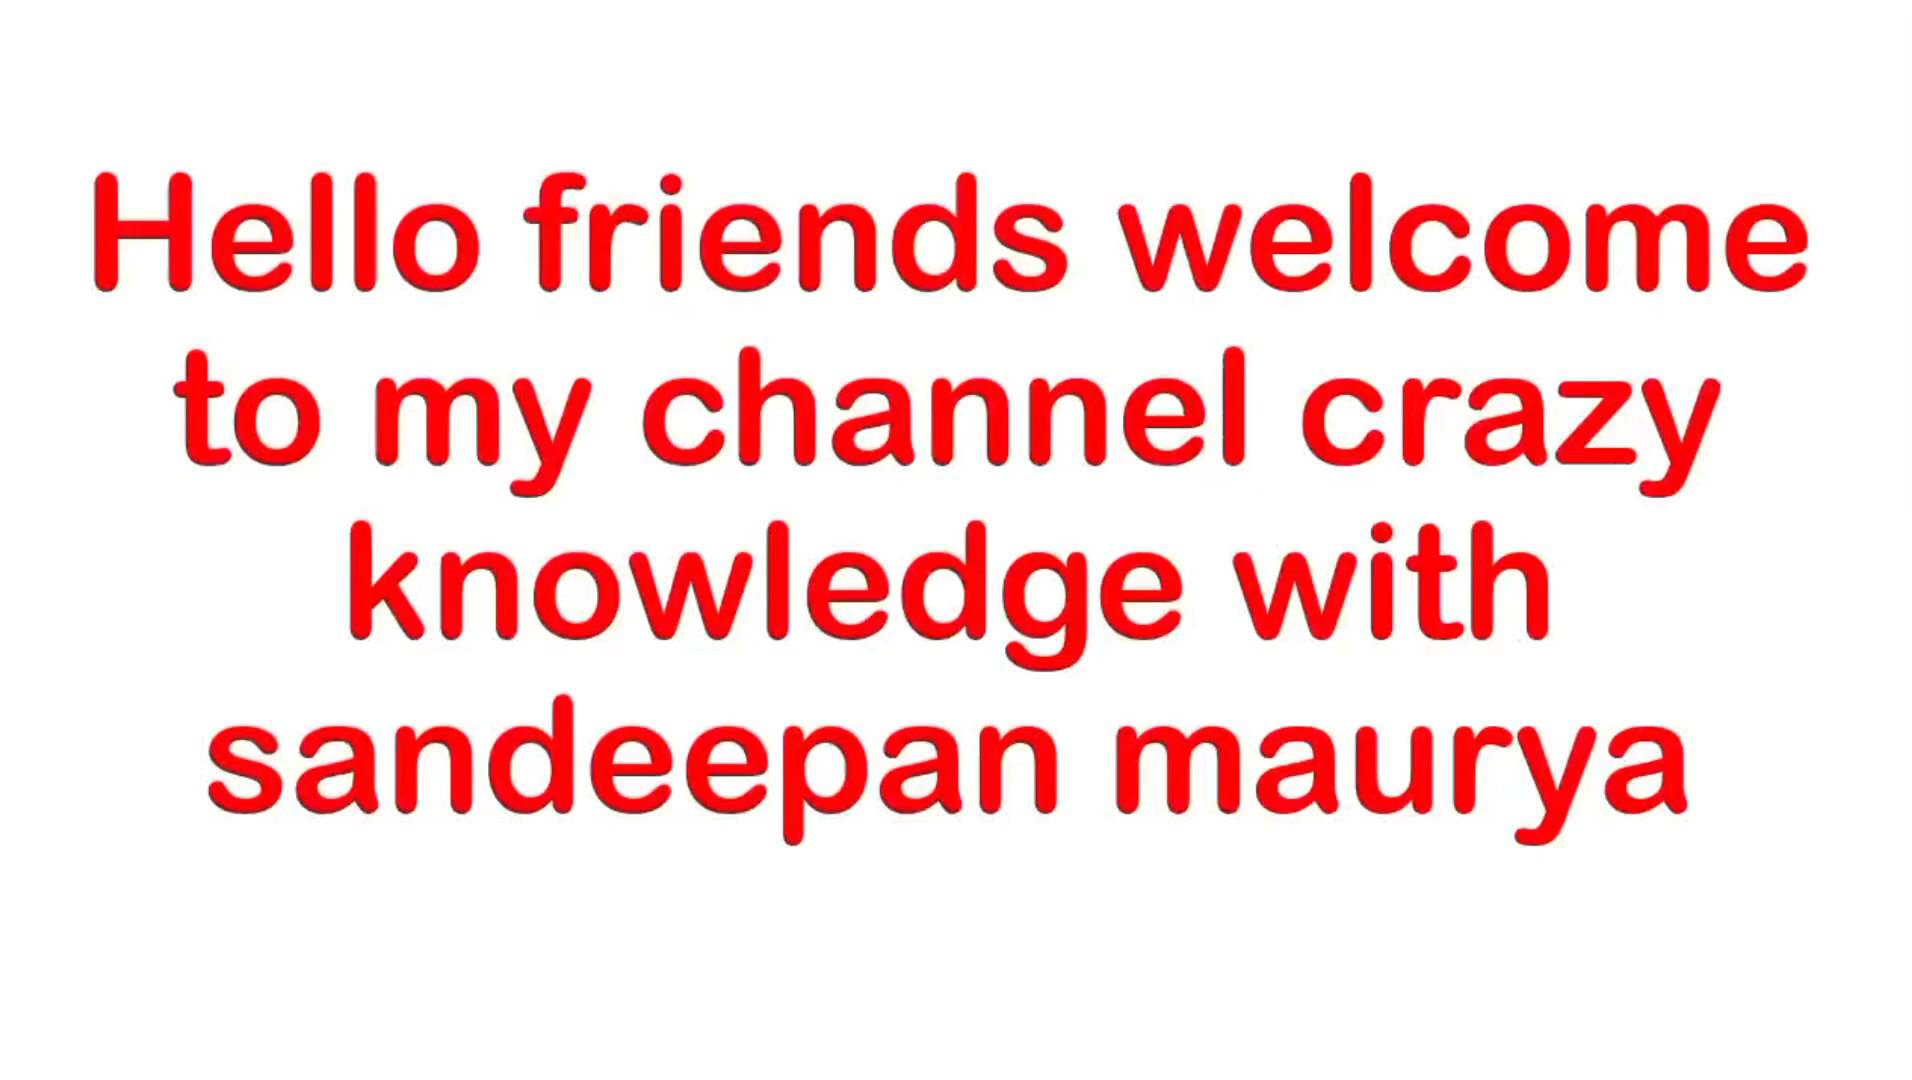 Hello friends welcome
to my channel crazy
knowledge with
sandeepan maurya